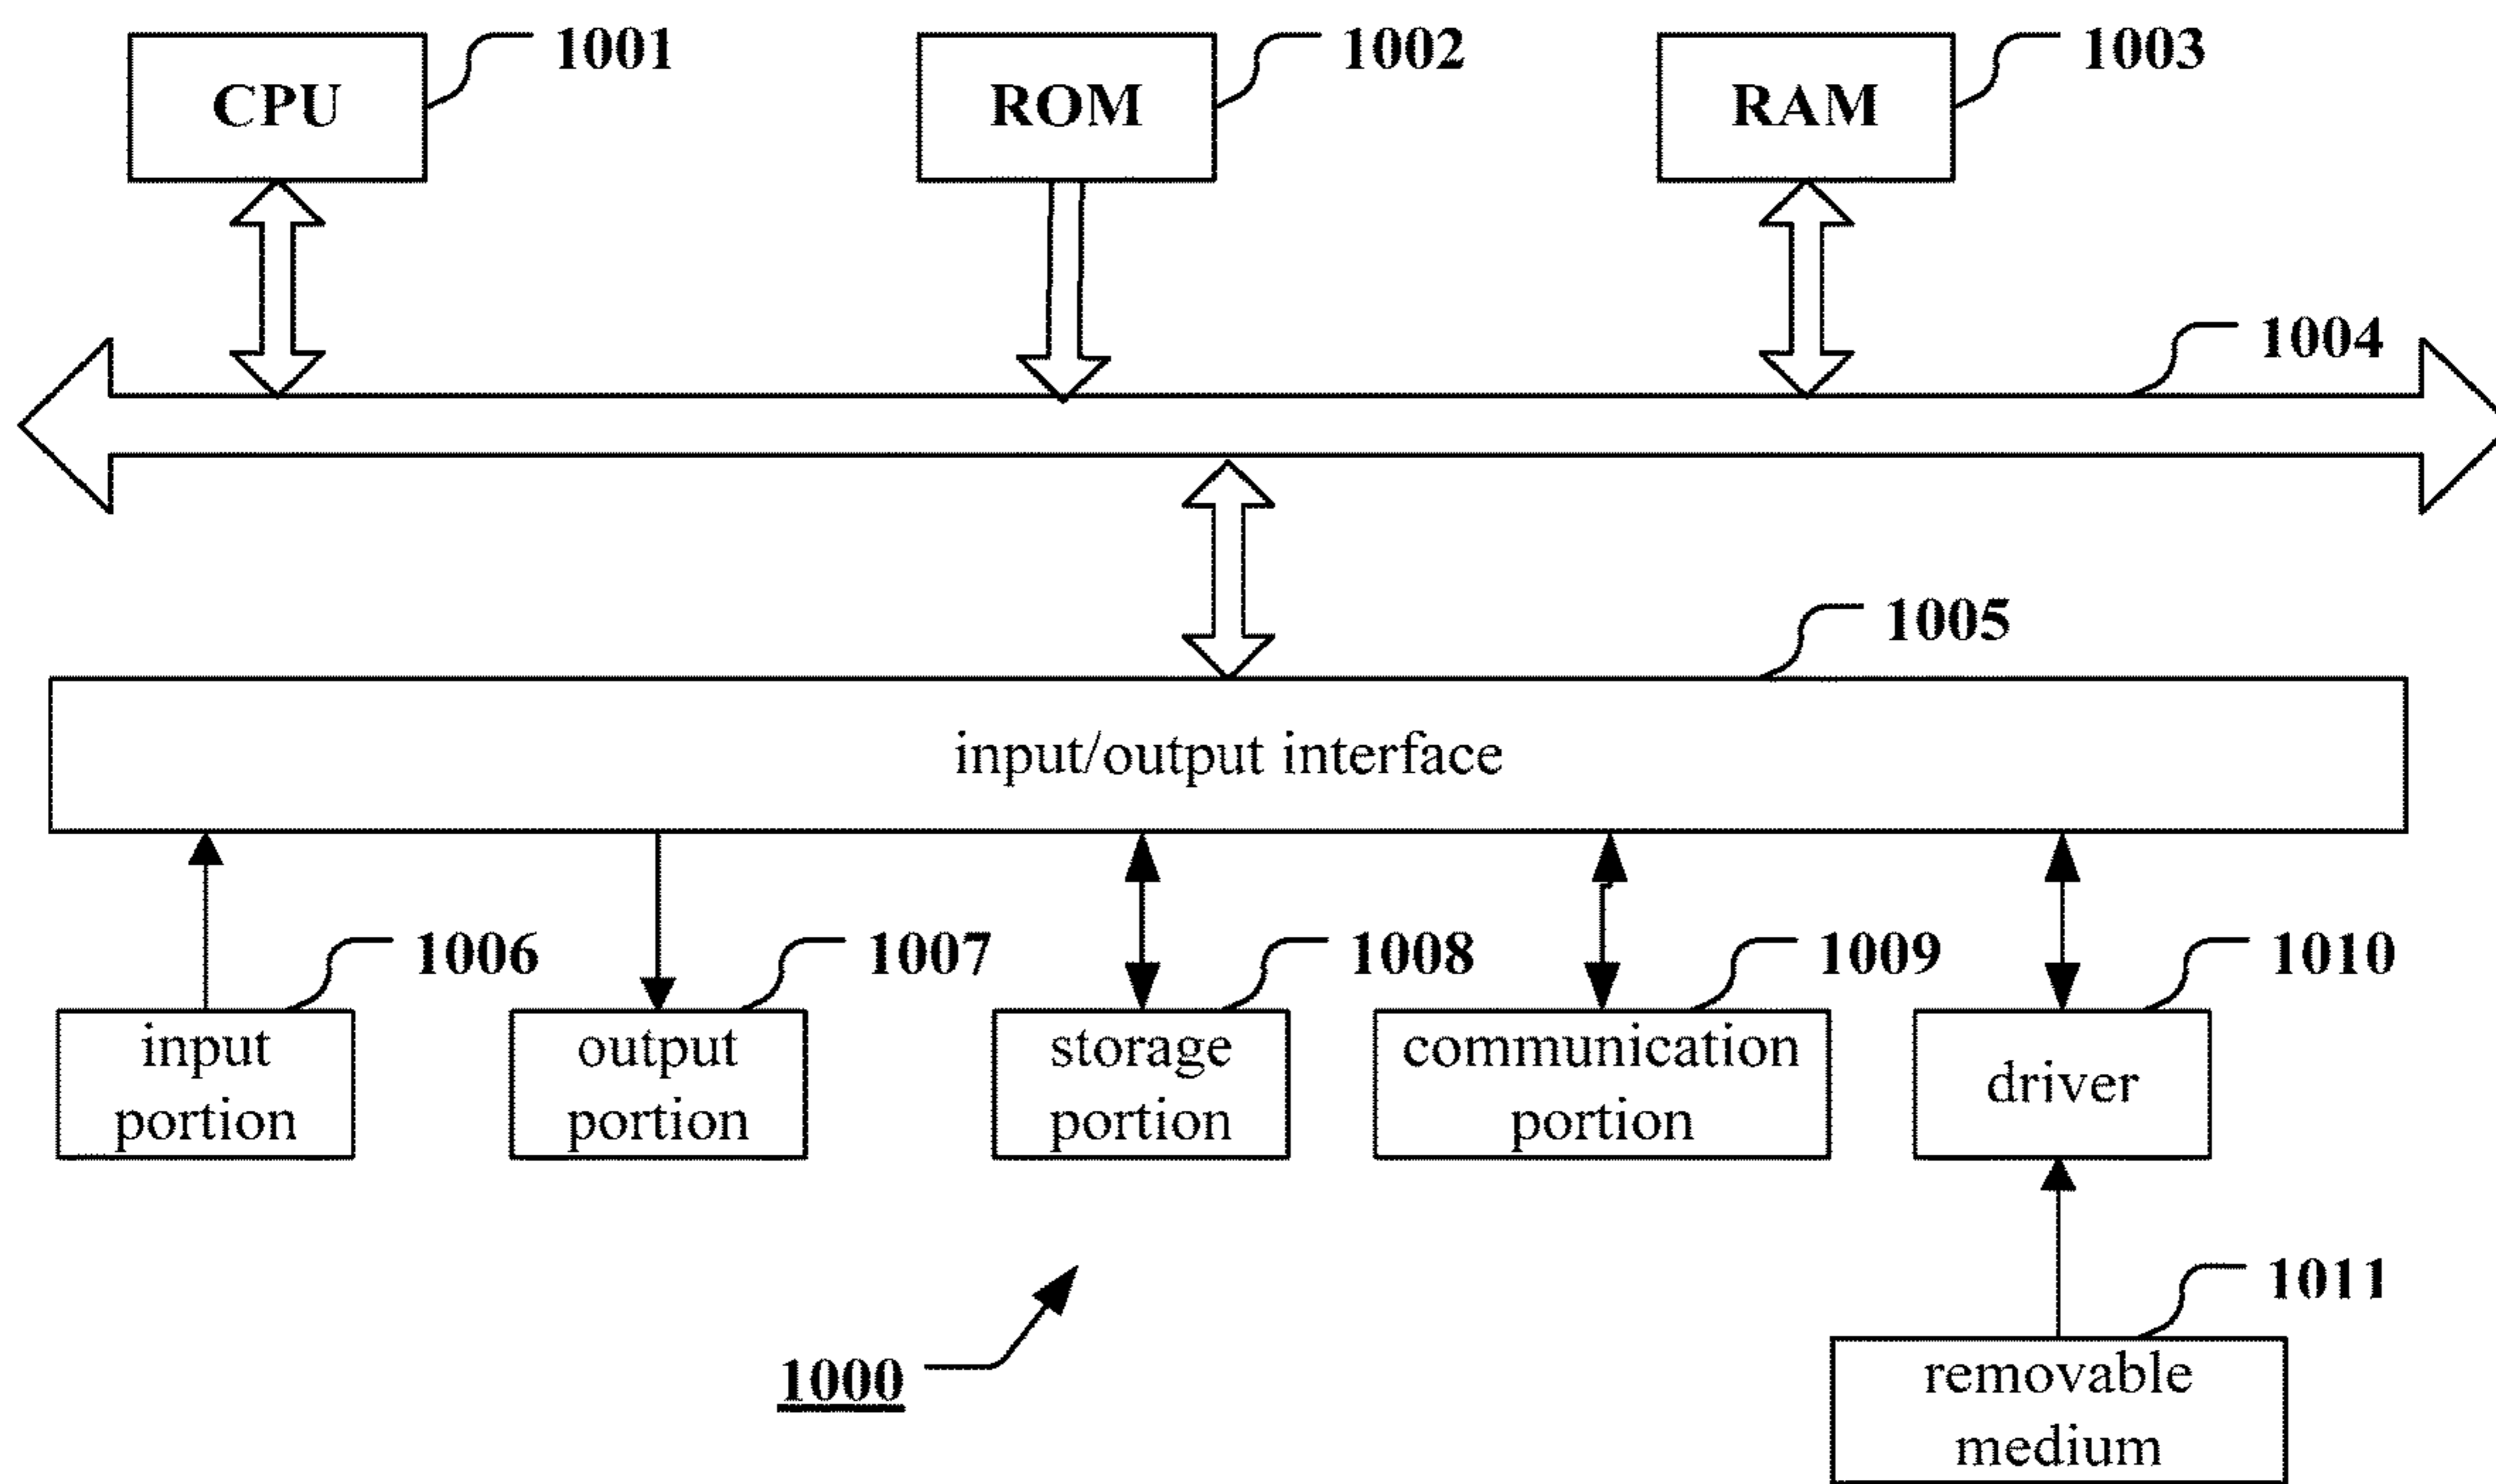 CPU
1001
ROM
1002
RAM
1003
1004
1005
input/output interface
1006
1007
1008
1009
1010
input
portion
output
portion
storage
portion
communication
portion
driver
1011
1000
removable
medium